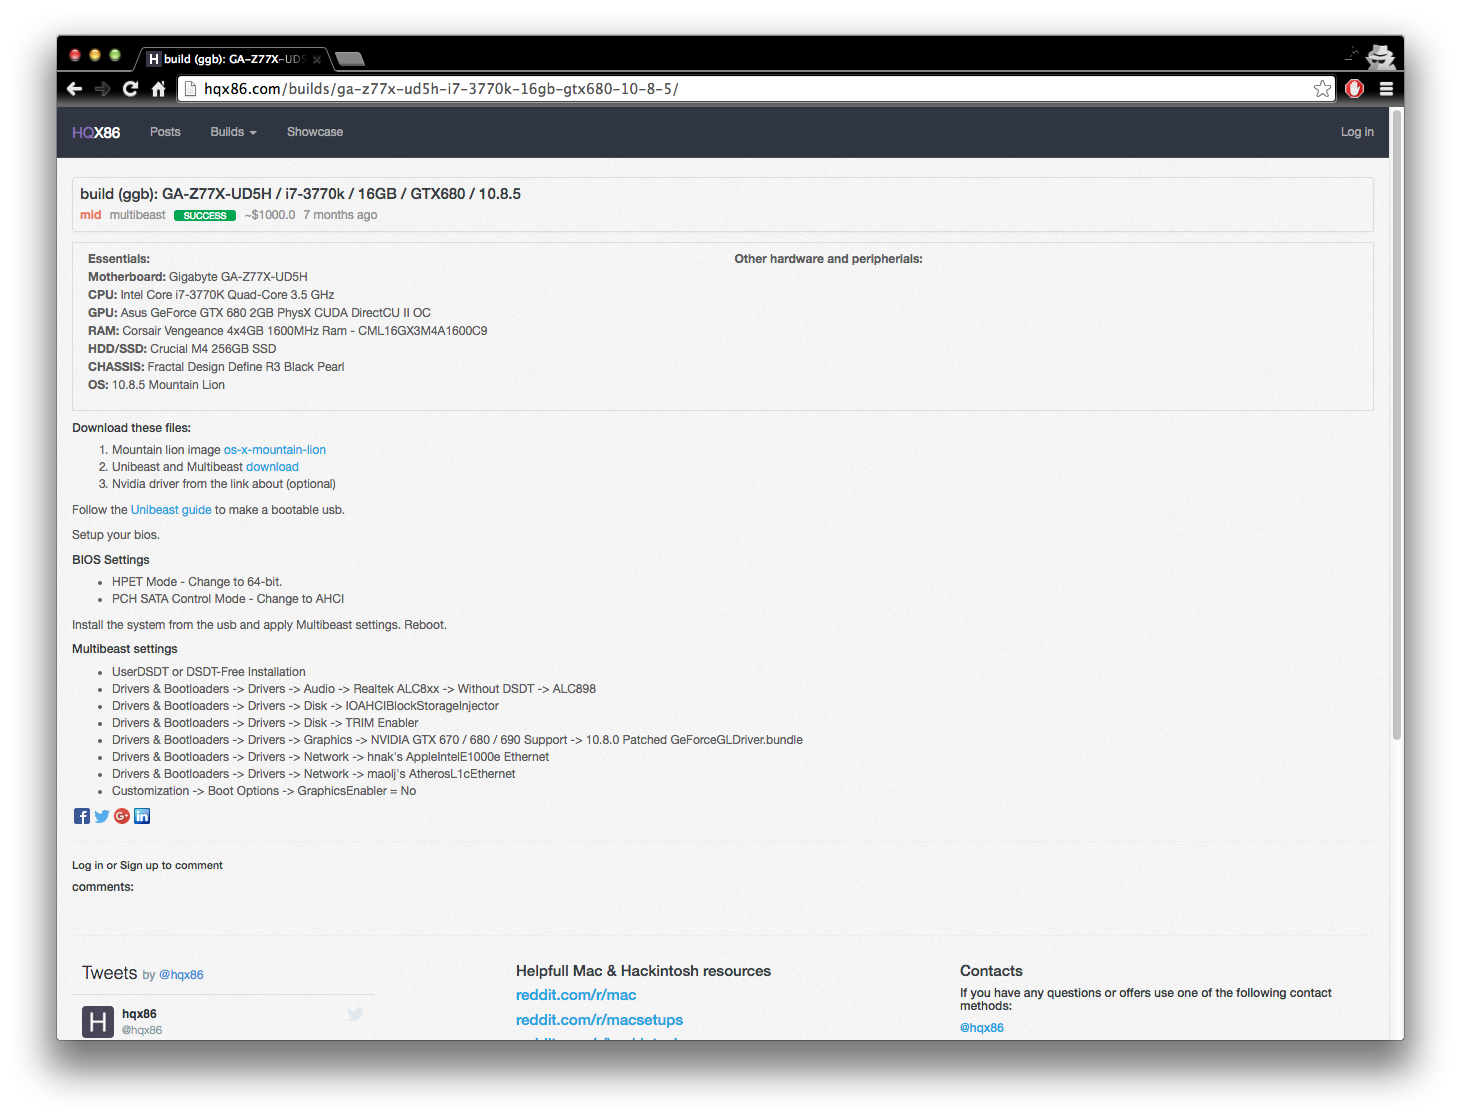 build (ggb): GA-Z77X-UD5
hqx86.com/builds/ga-z77x-ud5h-i7-3770k-16gb-gtx680-10-8-5/
HQX86 Posts Builds Showcase Log in
build (ggb): GA-Z77X-UD5H / i7-3770k / 16GB / GTX680 / 10.8.5
mid multibeast SUCCESS ~$1000.0 7 months ago
Essentials:
Motherboard: Gigabyte GA-Z77X-UD5H
CPU: Intel Core i7-3770K Quad-Core 3.5 GHz
GPU: Asus GeForce GTX 680 2GB PhysX CUDA DirectCU II OC
RAM: Corsair Vengeance 4x4GB 1600MHz Ram - CML16GX3M4A1600C9
HDD/SSD: Crucial M4 256GB SSD
CHASSIS: Fractal Design Define R3 Black Pearl
OS: 10.8.5 Mountain Lion
Other hardware and peripherials:
Download these files:
1. Mountain lion image os-x-mountain-lion
2. Unibeast and Multibeast download
3. Nvidia driver from the link about (optional)
Follow the Unibeast guide to make a bootable usb.
Setup your bios.
BIOS Settings
• HPET Mode - Change to 64-bit.
• PCH SATA Control Mode - Change to AHCI
Install the system from the usb and apply Multibeast settings. Reboot.
Multibeast settings
• UserDSDT or DSDT-Free Installation
• Drivers & Bootloaders -> Drivers -> Audio -> Realtek ALC8xx -> Without DSDT -> ALC898
• Drivers & Bootloaders -> Drivers -> Disk -> IOAHCIBlockStorageInjector
• Drivers & Bootloaders -> Drivers -> Disk -> TRIM Enabler
• Drivers & Bootloaders -> Drivers -> Graphics -> NVIDIA GTX 670 / 680 / 690 Support -> 10.8.0 Patched GeForceGLDriver.bundle
• Drivers & Bootloaders -> Drivers -> Network -> hnak's AppleIntelE1000e Ethernet
• Drivers & Bootloaders -> Drivers -> Network -> maolj's AtherosL1cEthernet
• Customization -> Boot Options -> GraphicsEnabler = No
Log in or Sign up to comment
comments:
Tweets by @hqx86
H hqx86
@hqx86
Helpfull Mac & Hackintosh resources
reddit.com/r/mac
reddit.com/r/macsetups
Contacts
If you have any questions or offers use one of the following contact
methods:
@hqx86